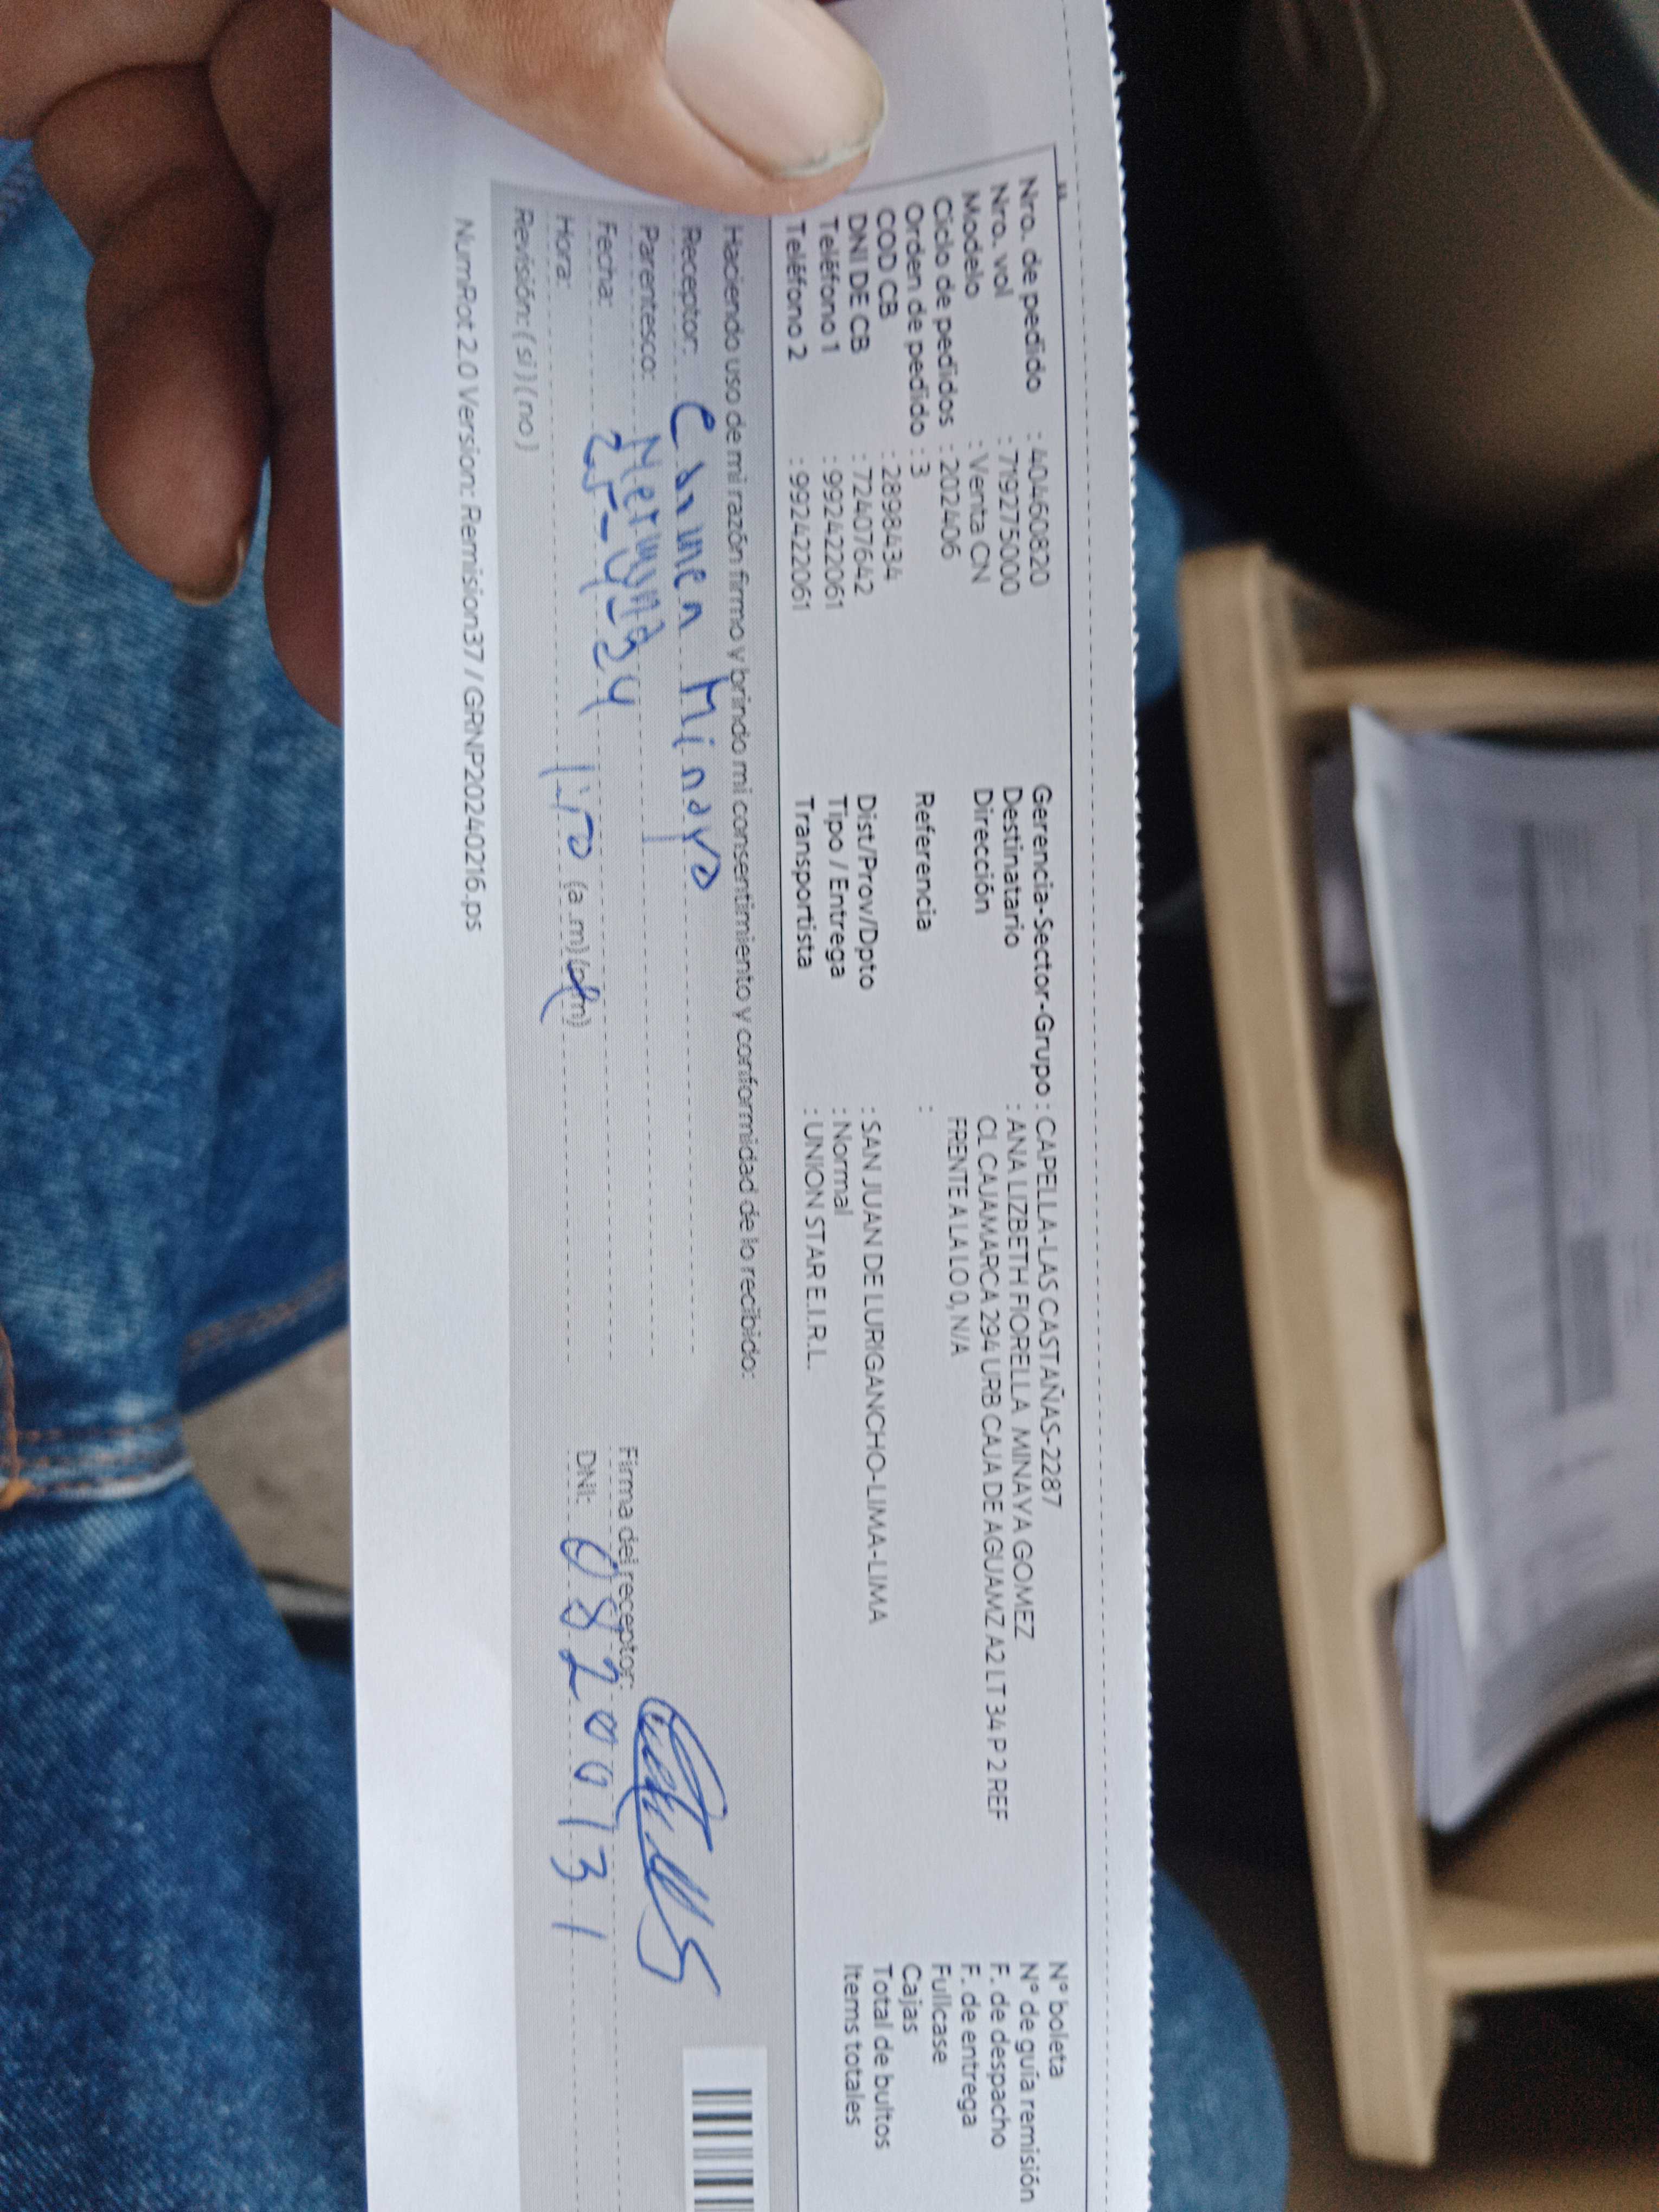 Nro. de pedido : 40460820
Nro. vol : 719275000
Modelo : Venta CN
Ciclo de pedidos : 202406
Orden de pedido : 3
COD CB : 2898434
DNI DE CB : 72407642
Teléfono 1 : 992422061
Teléfono 2 : 992422061
Gerencia-Sector-Grupo : CAPELLA-LAS CASTAÑAS-2287
Destinatario : ANA LIZBETH FIORELLA MINAYA GOMEZ
Dirección CL CAJAMARCA 294 URB CAJA DE AGUAMZ A2 LT 34 P 2 REF
FRENTE A LA LO 0, N/A
Referencia :
Dist/Prov/Dpto : SAN JUAN DE LURIGANCHO-LIMA-LIMA
Tipo / Entrega : Normal
Transportista : UNION STAR E.I.R.L.
N° boleta
N° de guía remisión
F. de despacho
F. de entrega
Fullcase
Cajas
Total de bultos
Items totales
Haciendo uso de mi razón firmo y brindo mi consentimiento y conformidad de lo recibido:
Receptor: Carmen Minaya
Parentesco:
Fecha: 25-4-24
Hora: (a .m) (p.m)
Revisión: ( si ) ( no )
Firma del receptor:
DNI: 08200131
NumRot 2.0 Version: Remision37 / GRNP20240216.ps